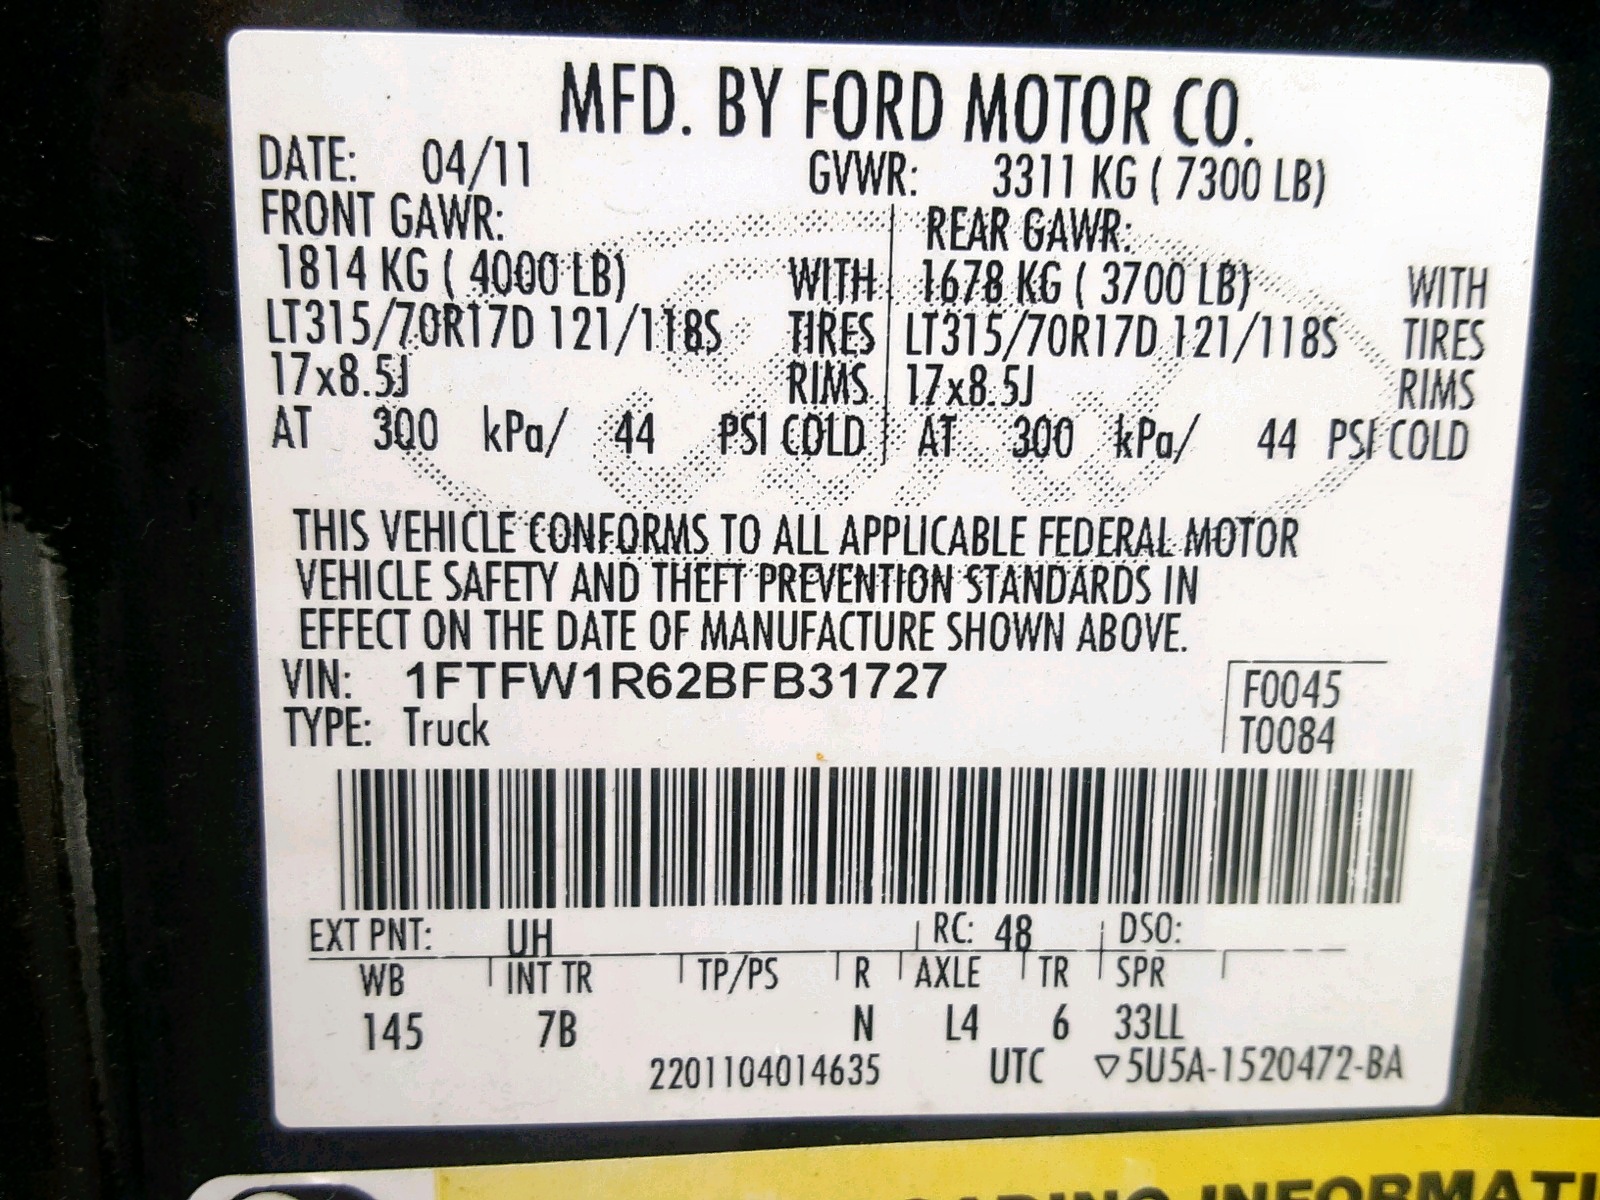 MFD. BY FORD MOTOR CO.
DATE: 04/11 GVWR: 3311 KG ( 7300 LB)
FRONT GAWR: REAR GAWR:
1814 KG ( 4000 LB) WITH 1678 KG ( 3700 LB) WITH
LT315/70R17D 121/118S TIRES LT315/70R17D 121/118S TIRES
17x8.5J RIMS 17x8.5J RIMS
AT 300 kPa/ 44 PSI COLD AT 300 kPa/ 44 PSI COLD
THIS VEHICLE CONFORMS TO ALL APPLICABLE FEDERAL MOTOR
VEHICLE SAFETY AND THEFT PREVENTION STANDARDS IN
EFFECT ON THE DATE OF MANUFACTURE SHOWN ABOVE.
VIN: 1FTFW1R62BFB31727 F0045
TYPE: Truck T0084
EXT PNT: UH RC: 48 DSO:
WB INT TR TP/PS R AXLE TR SPR
145 7B N L4 6 33LL
2201104014635 UTC ▽5U5A-1520472-BA